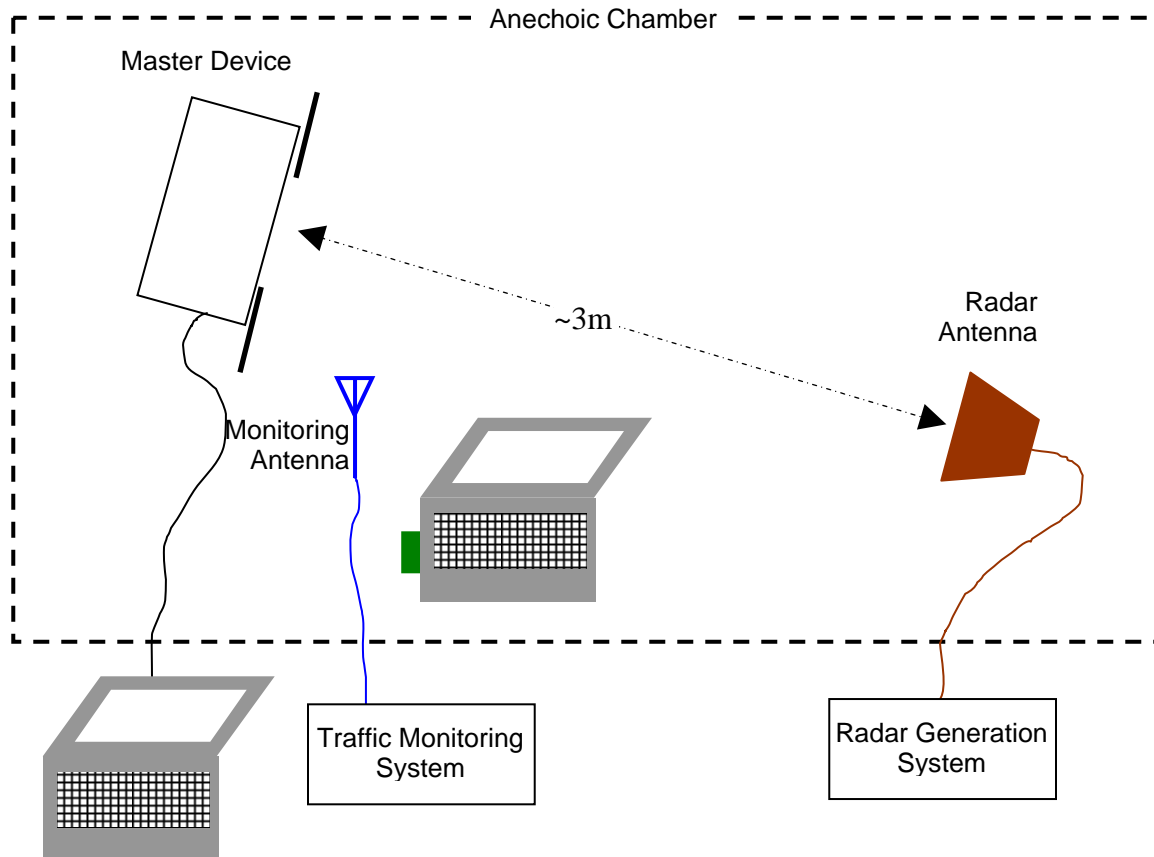 Anechoic Chamber
Master Device
~3m
Radar
Antenna
Monitoring
Antenna
Traffic Monitoring
System
Radar Generation
System